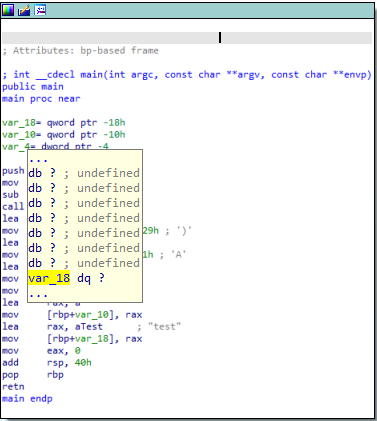 ; Attributes: bp-based frame
; int __cdecl main(int argc, const char **argv, const char **envp)
public main
main proc near
var_18= qword ptr -18h
var_10= qword ptr -10h
var_4= dword ptr -4
...
db ? ; undefined
db ? ; undefined
db ? ; undefined
db ? ; undefined
db ? ; undefined
db ? ; undefined
db ? ; undefined
var_18 dq ?
...
push
mov
sub
call
lea
mov 29h ; ')'
lea
mov 1h ; 'A'
lea
mov
mov
lea
mov [rbp+var_10], rax
lea rax, aTest ; "test"
mov [rbp+var_18], rax
mov eax, 0
add rsp, 40h
pop rbp
retn
main endp